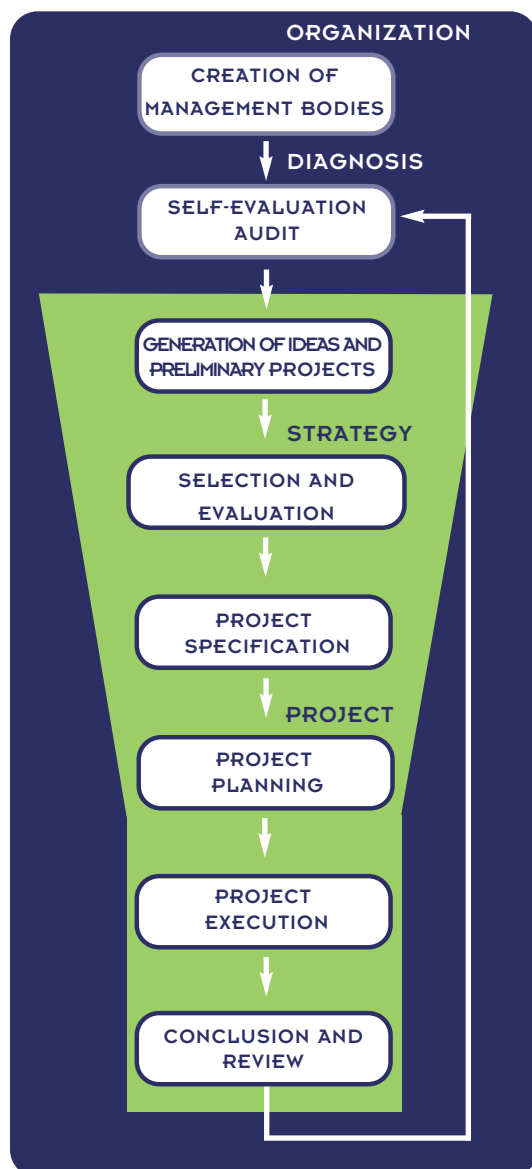 ORGANIZATION
CREATION OF
MANAGEMENT BODIES
DIAGNOSIS
SELF-EVALUATION
AUDIT
GENERATION OF IDEAS AND
PRELIMINARY PROJECTS
STRATEGY
SELECTION AND
EVALUATION
PROJECT
SPECIFICATION
PROJECT
PROJECT
PLANNING
PROJECT
EXECUTION
CONCLUSION AND
REVIEW